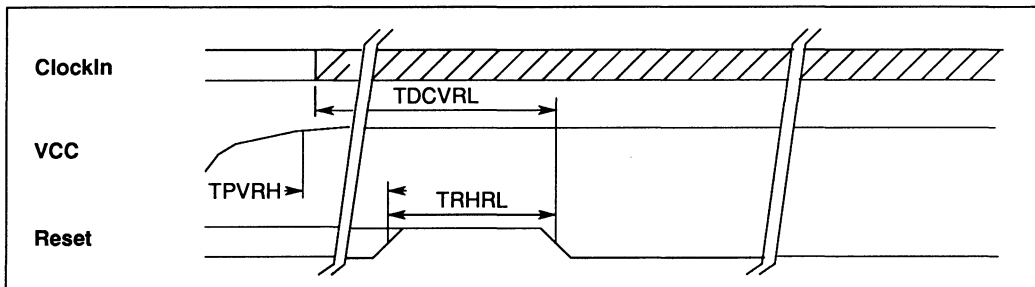 ClockIn
TDCVRL
VCC
TPVRH
TRHRL
Reset